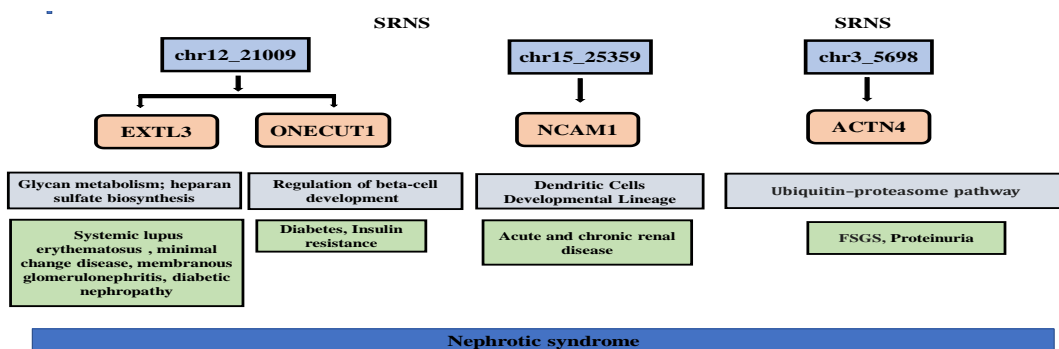 SRNS
SRNS
chr12_21009
chr15_25359
chr3_5698
EXTL3
ONECUT1
NCAM1
ACTN4
Glycan metabolism; heparan
sulfate biosynthesis
Regulation of beta-cell
development
Dendritic Cells
Developmental Lineage
Ubiquitin–proteasome pathway
Systemic lupus
erythematosus , minimal
change disease, membranous
glomerulonephritis, diabetic
nephropathy
Diabetes, Insulin
resistance
Acute and chronic renal
disease
FSGS, Proteinuria
Nephrotic syndrome